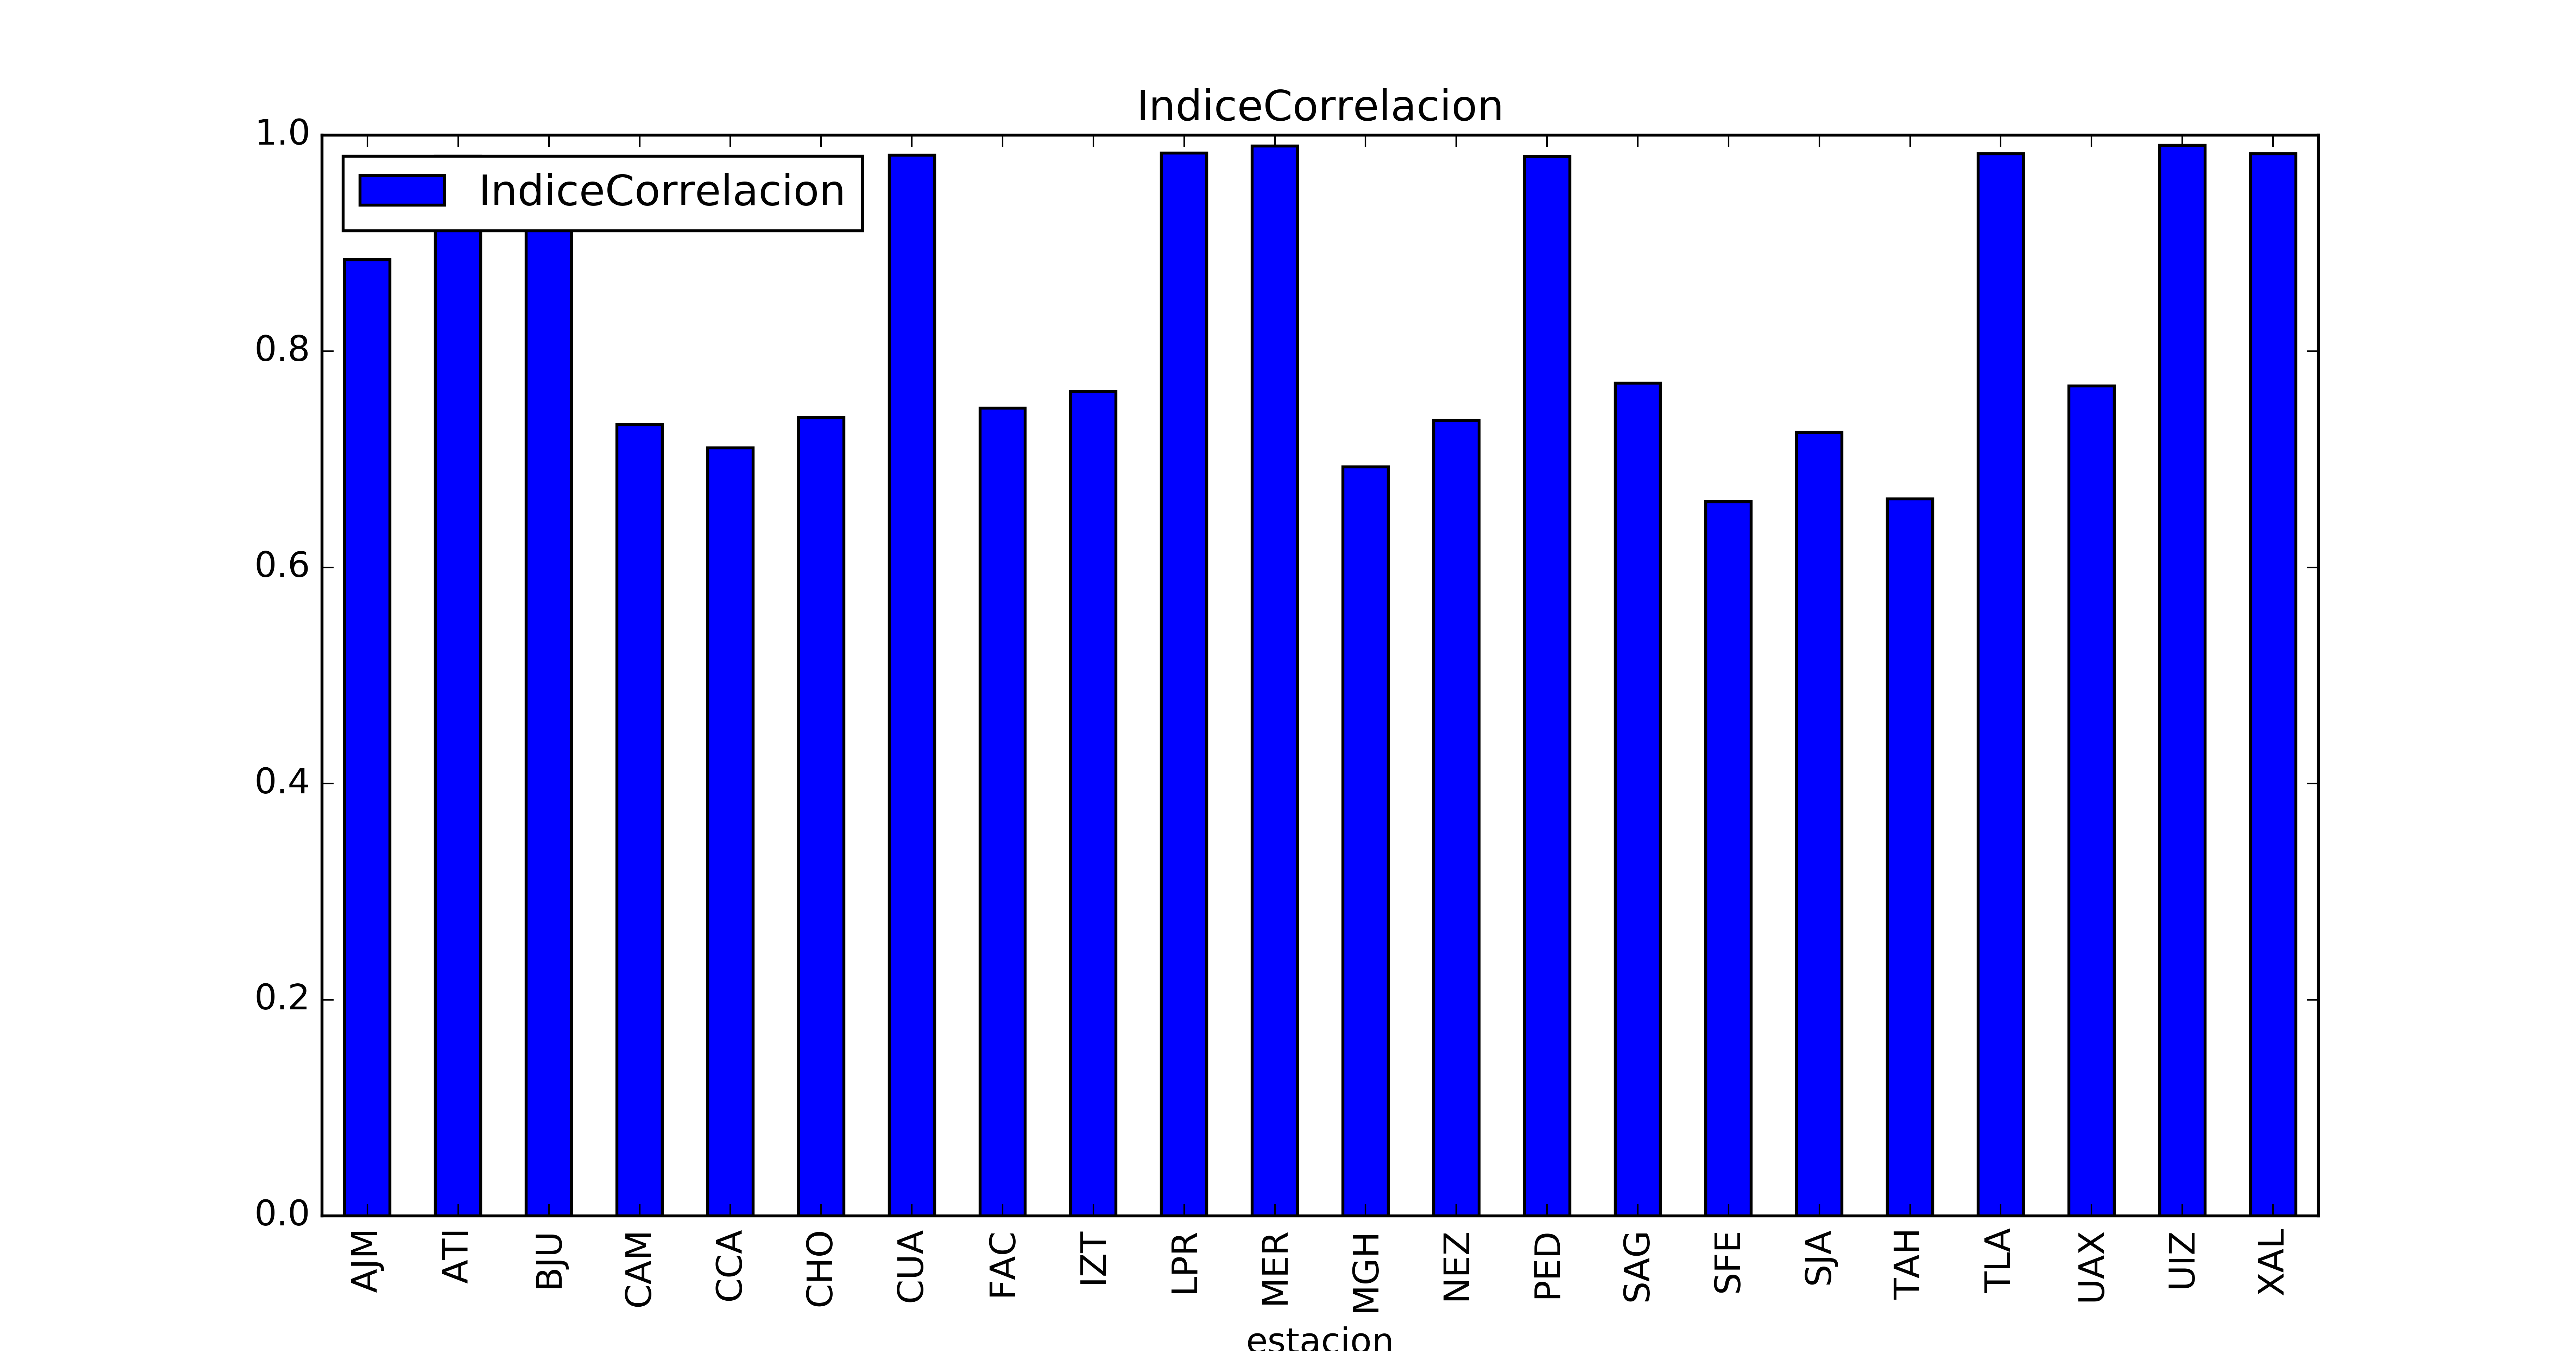 IndiceCorrelacion
IndiceCorrelacion
1.0
0.8
0.6
0.4
0.2
0.0
AJM
ATI
BJU
CAM
CCA
CHO
CUA
FAC
IZT
LPR
MER
MGH
NEZ
PED
SAG
SFE
SJA
TAH
TLA
UAX
UIZ
XAL
estacion